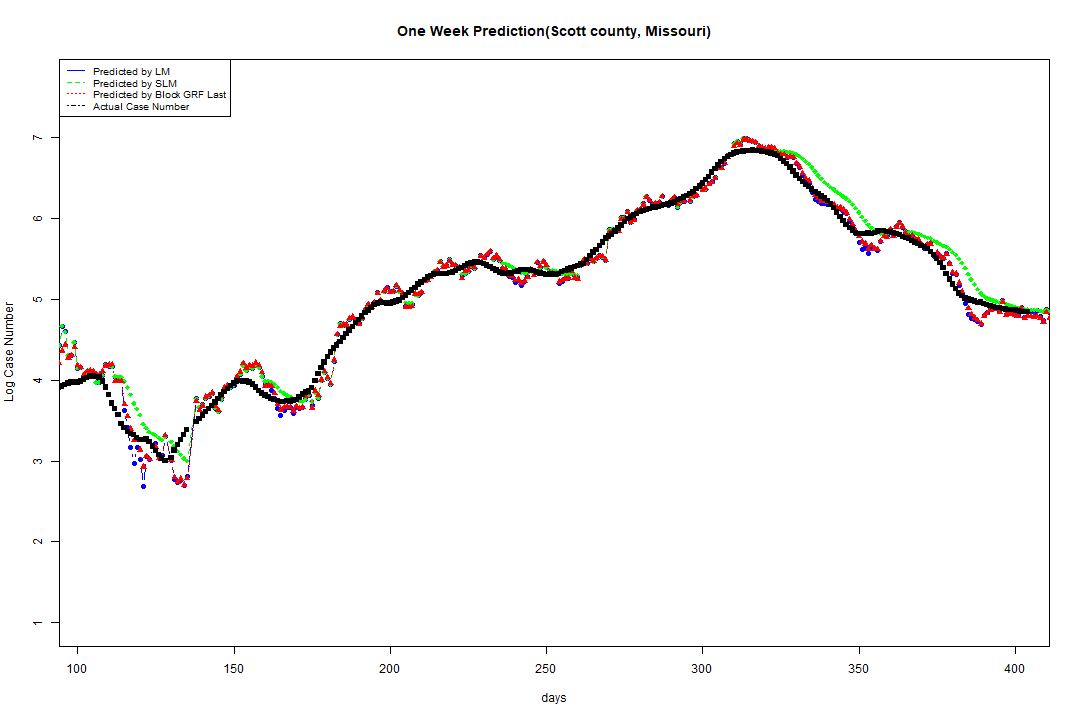 One Week Prediction(Scott county, Missouri)
Predicted by LM
Predicted by SLM
Predicted by Block GRF Last
Actual Case Number
7
6
5
4
3
2
1
Log Case Number
100 150 200 250 300 350 400
days